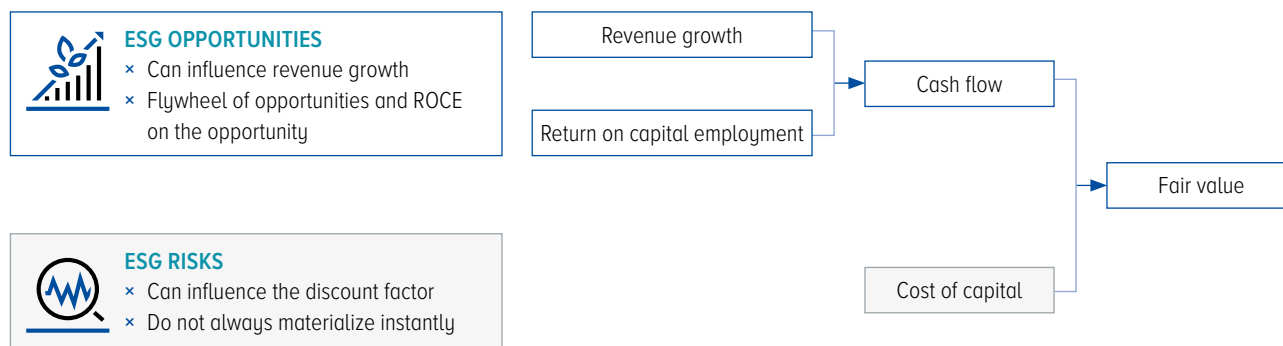 ESG OPPORTUNITIES
× Can influence revenue growth
× Flywheel of opportunities and ROCE
on the opportunity
Revenue growth
Return on capital employment
Cash flow
Fair value
ESG RISKS
× Can influence the discount factor
× Do not always materialize instantly
Cost of capital